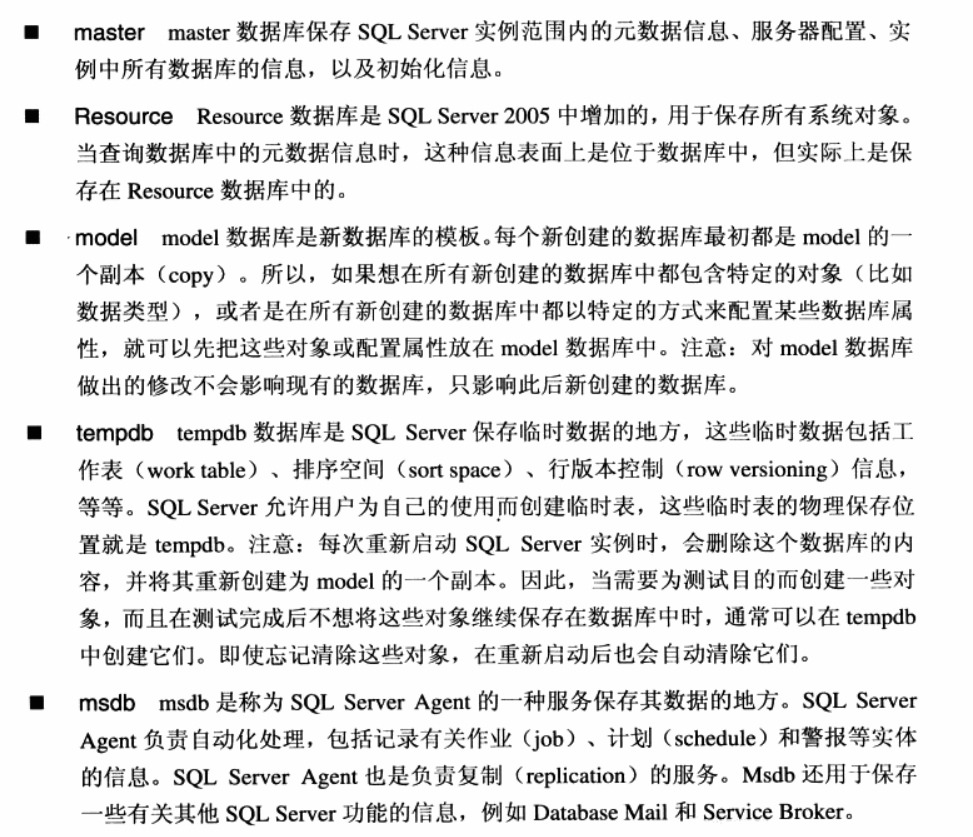 ■ master master 数据库保存 SQL Server 实例范围内的元数据信息、服务器配置、实
例中所有数据库的信息，以及初始化信息。
■ Resource Resource 数据库是 SQL Server 2005 中增加的，用于保存所有系统对象。
当查询数据库中的元数据信息时，这种信息表面上是位于数据库中，但实际上是保
存在 Resource 数据库中的。
■ model model 数据库是新数据库的模板。每个新创建的数据库最初都是 model 的一
个副本（copy）。所以，如果想在所有新创建的数据库中都包含特定的对象（比如
数据类型），或者是在所有新创建的数据库中都以特定的方式来配置某些数据库属
性，就可以先把这些对象或配置属性放在 model 数据库中。注意：对 model 数据库
做出的修改不会影响现有的数据库，只影响此后新创建的数据库。
■ tempdb tempdb 数据库是 SQL Server 保存临时数据的地方，这些临时数据包括工
作表（work table）、排序空间（sort space）、行版本控制（row versioning）信息，
等等。SQL Server 允许用户为自己的使用而创建临时表，这些临时表的物理保存位
置就是 tempdb。注意：每次重新启动 SQL Server 实例时，会删除这个数据库的内
容，并将其重新创建为 model 的一个副本。因此，当需要为测试目的而创建一些对
象，而且在测试完成后不想将这些对象继续保存在数据库中时，通常可以在 tempdb
中创建它们。即使忘记清除这些对象，在重新启动后也会自动清除它们。
■ msdb msdb 是称为 SQL Server Agent 的一种服务保存其数据的地方。SQL Server
Agent 负责自动化处理，包括记录有关作业（job）、计划（schedule）和警报等实体
的信息。SQL Server Agent 也是负责复制（replication）的服务。Msdb 还用于保存
一些有关其他 SQL Server 功能的信息，例如 Database Mail 和 Service Broker。